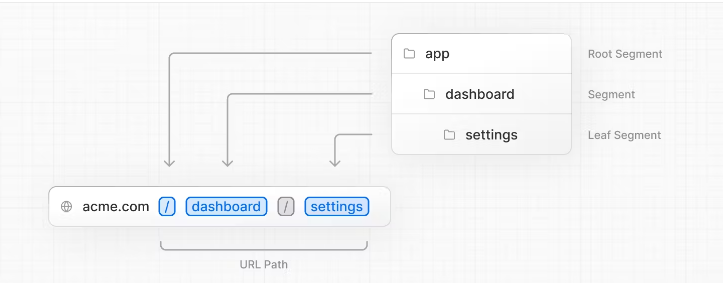 app
Root Segment
dashboard
Segment
settings
Leaf Segment
acme.com / dashboard / settings
URL Path